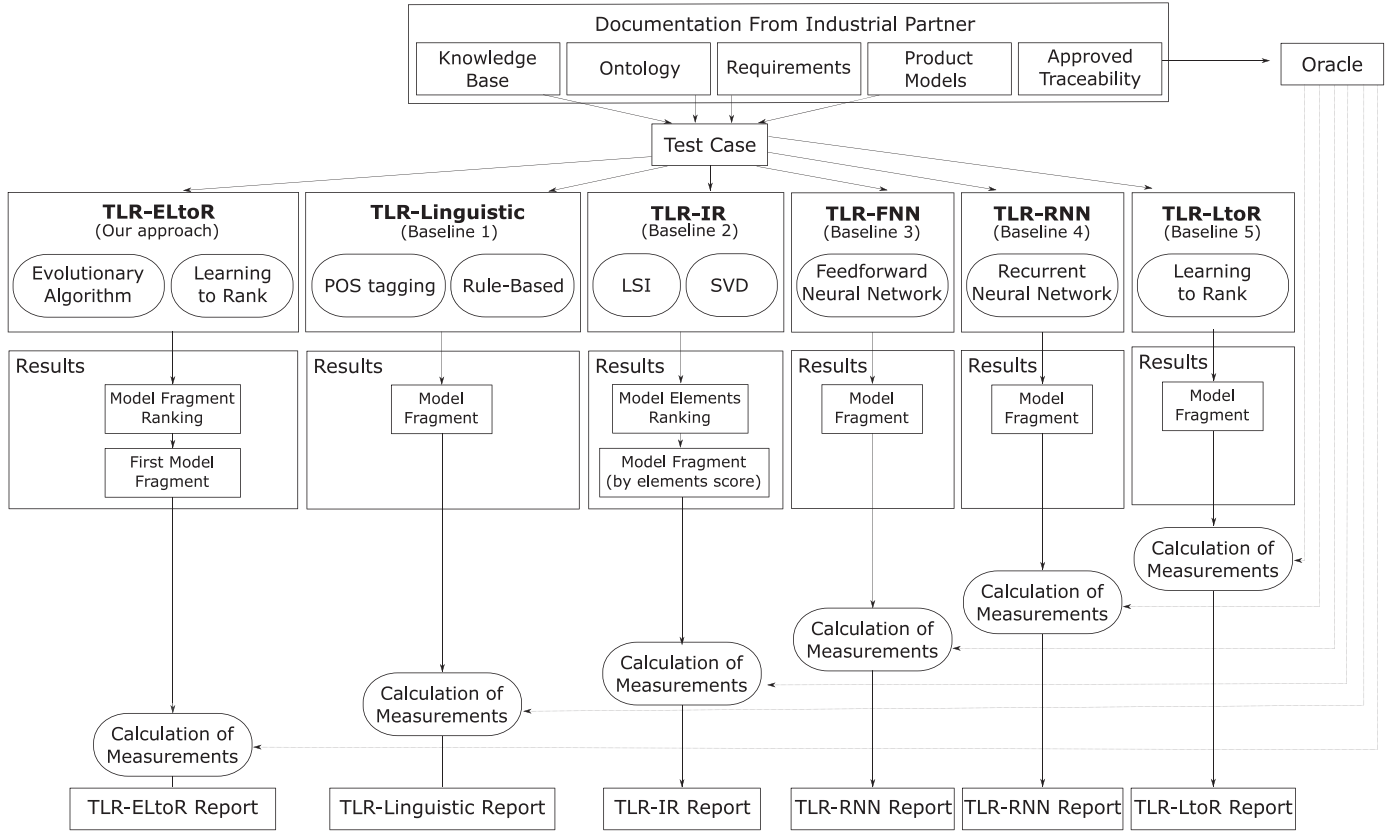 Documentation From Industrial Partner
Knowledge
Base
Ontology
Requirements
Product
Models
Approved
Traceability
Oracle
Test Case
TLR-ELtoR
(Our approach)
Evolutionary
Algorithm
Learning
to Rank
TLR-Linguistic
(Baseline 1)
POS tagging
Rule-Based
TLR-IR
(Baseline 2)
LSI
SVD
TLR-FNN
(Baseline 3)
Feedforward
Neural Network
TLR-RNN
(Baseline 4)
Recurrent
Neural Network
TLR-LtoR
(Baseline 5)
Learning
to Rank
Results
Model Fragment
Ranking
First Model
Fragment
Results
Model
Fragment
Results
Model Elements
Ranking
Model Fragment
(by elements score)
Results
Model
Fragment
Results
Model
Fragment
Results
Model
Fragment
Calculation of
Measurements
Calculation of
Measurements
Calculation of
Measurements
Calculation of
Measurements
Calculation of
Measurements
Calculation of
Measurements
TLR-ELtoR Report
TLR-Linguistic Report
TLR-IR Report
TLR-RNN Report
TLR-RNN Report
TLR-LtoR Report